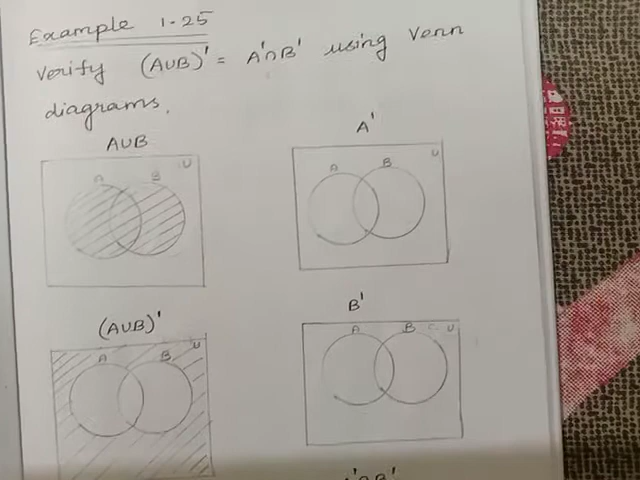 Example 1.25
Verify (A∪B)' = A'∩B' using Venn
diagrams.
A∪B
A B U
A'
A B U
(A∪B)'
A B U
B'
A B U
A'∩B'